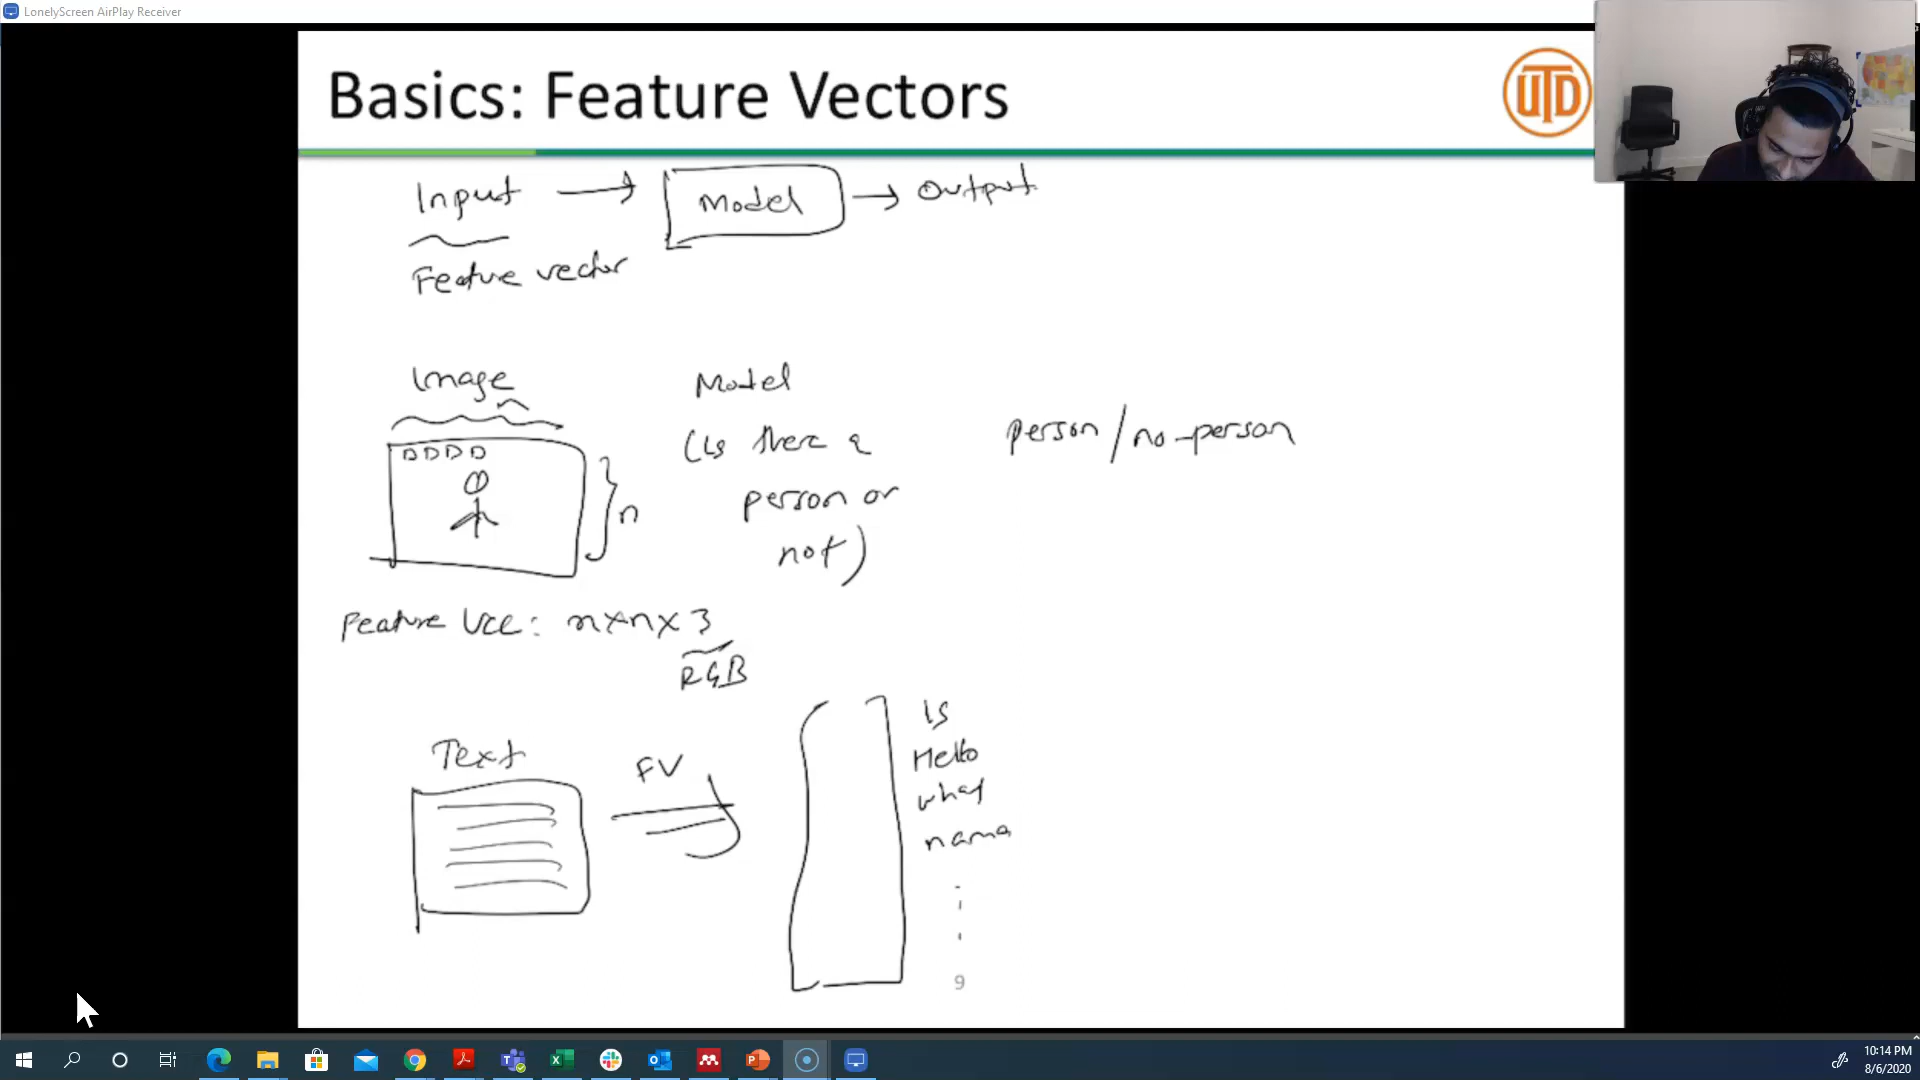 LonelyScreen AirPlay Receiver
Basics: Feature Vectors
UTD
Input → Model → Output
Feature vector
Image
Model
(Is there a
person or
not)
person/no-person
n
Feature Vec: n×n×3
RGB
Text
FV
Is
Hello
what
name
9
10:14 PM
8/6/2020